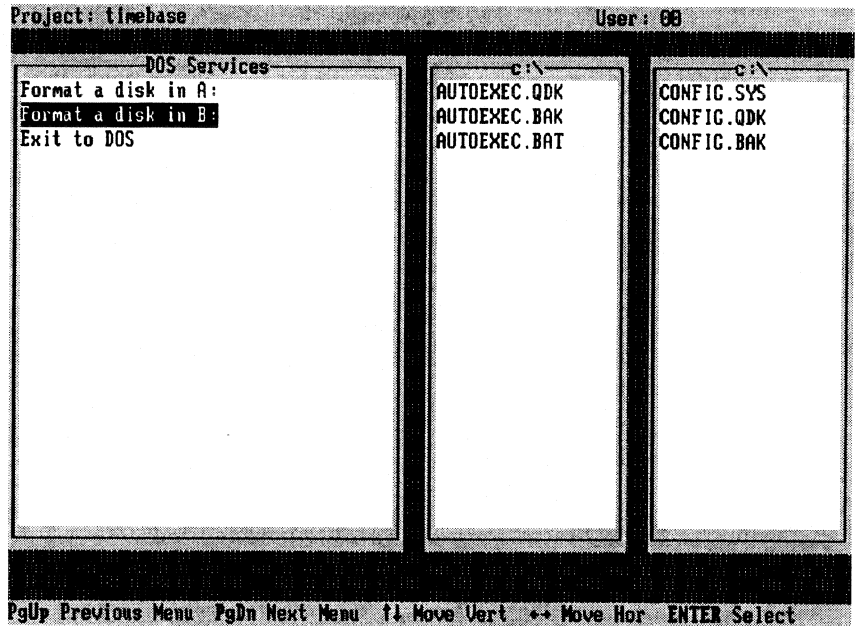 Project: timebase User: 00
DOS Services
Format a disk in A:
Format a disk in B:
Exit to DOS
c:\
AUTOEXEC.QDK
AUTOEXEC.BAK
AUTOEXEC.BAT
c:\
CONFIG.SYS
CONFIG.QDK
CONFIG.BAK
PgUp Previous Menu PgDn Next Menu ↑↓ Move Vert ←→ Move Hor ENTER Select